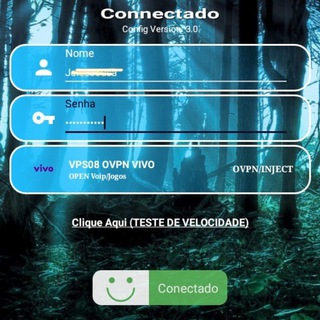 Connectado
Config Version: 3.0
Nome
Senha
vivo
VPS08 OVPN VIVO
OPEN Voip/Jogos
OVPN/INJECT
Clique Aqui (TESTE DE VELOCIDADE)
Conectado